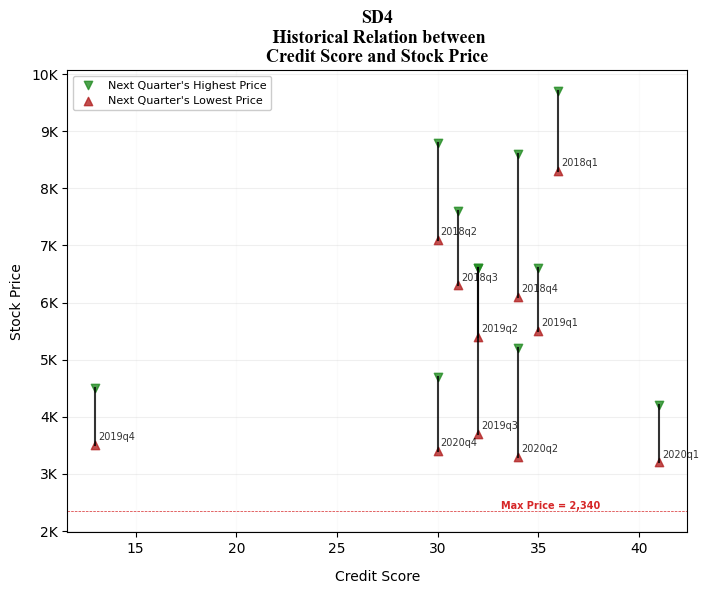 SD4
Historical Relation between
Credit Score and Stock Price
Next Quarter's Highest Price
Next Quarter's Lowest Price
10K
9K
8K
7K
6K
5K
4K
3K
2K
Stock Price
2018q1
2018q2
2018q3
2018q4
2019q1
2019q2
2019q3
2019q4
2020q4
2020q2
2020q1
Max Price = 2,340
15
20
25
30
35
40
Credit Score